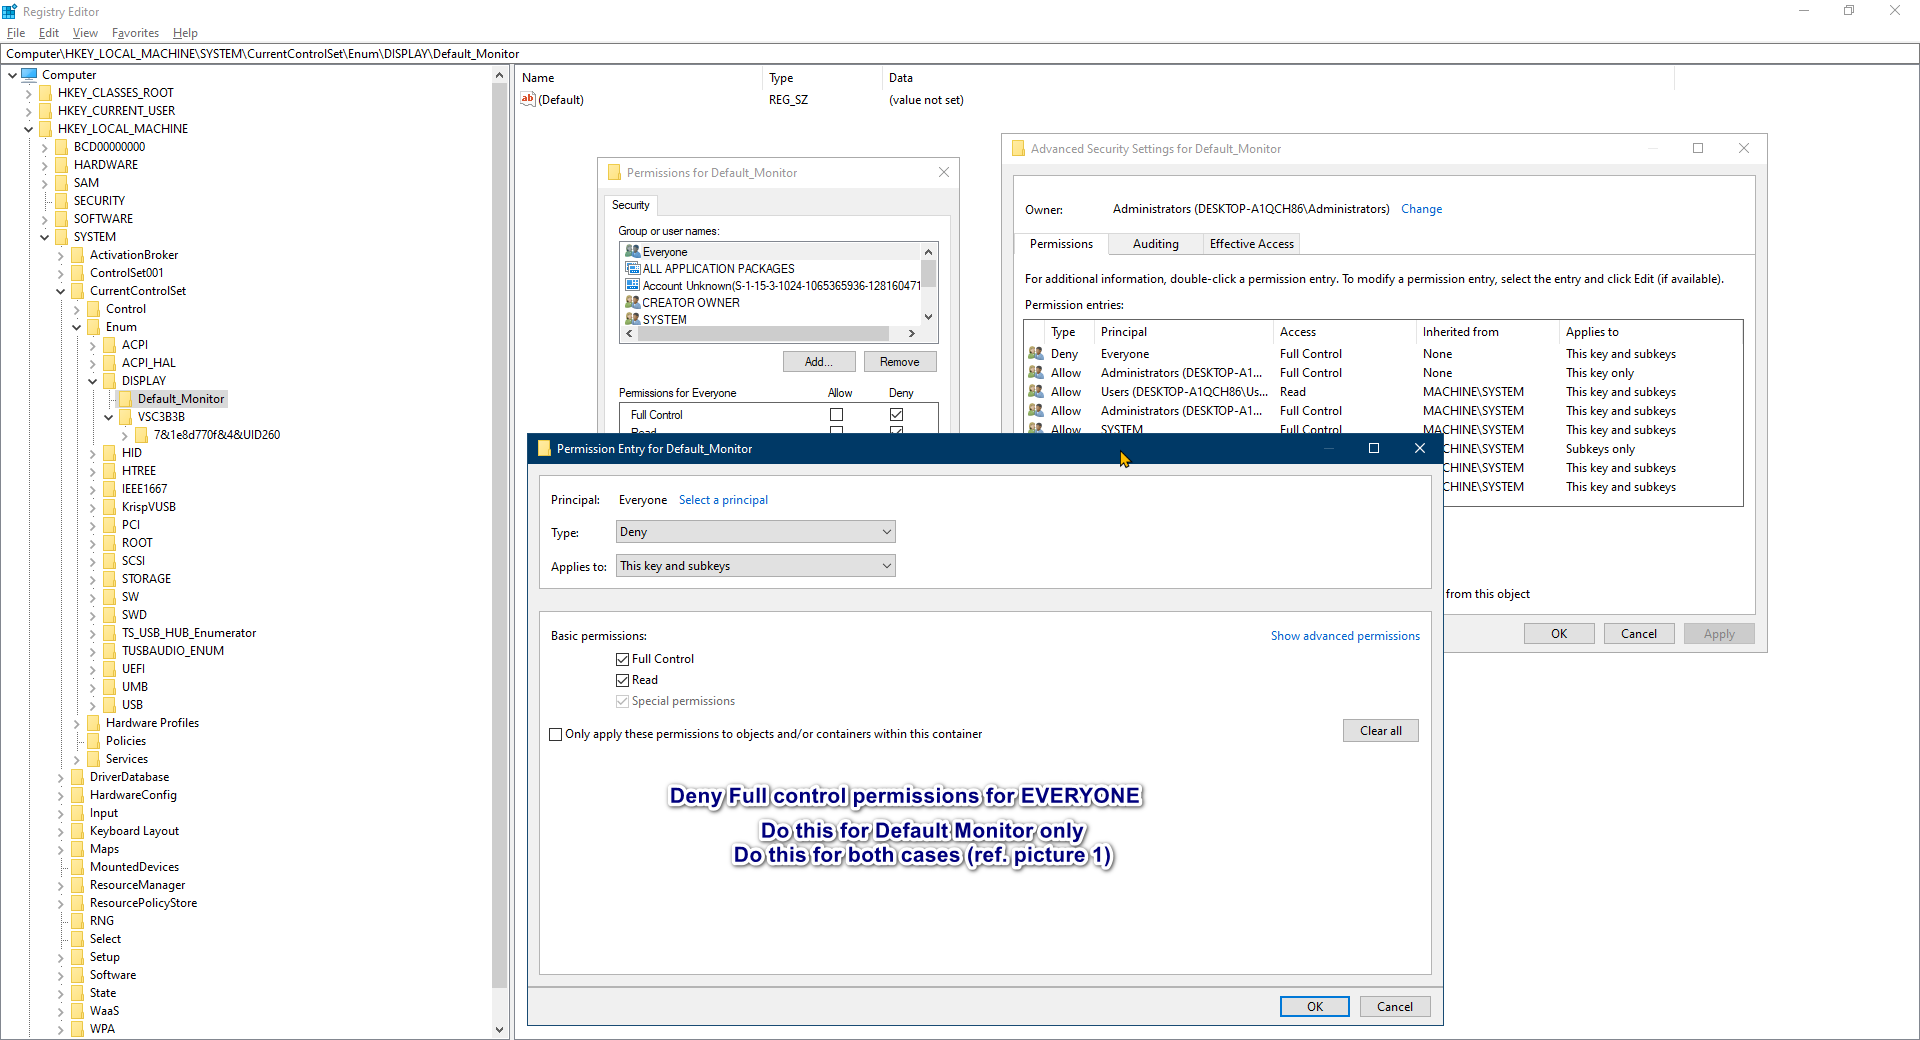 Registry Editor
File Edit View Favorites Help
Computer\HKEY_LOCAL_MACHINE\SYSTEM\CurrentControlSet\Enum\DISPLAY\Default_Monitor
Computer
HKEY_CLASSES_ROOT
HKEY_CURRENT_USER
HKEY_LOCAL_MACHINE
BCD00000000
HARDWARE
SAM
SECURITY
SOFTWARE
SYSTEM
ActivationBroker
ControlSet001
CurrentControlSet
Control
Enum
ACPI
ACPI_HAL
DISPLAY
Default_Monitor
VSC3B3B
7&1e8d770f&4&UID260
HID
HTREE
IEEE1667
KrispVUSB
PCI
ROOT
SCSI
STORAGE
SW
SWD
TS_USB_HUB_Enumerator
TUSBAUDIO_ENUM
UEFI
UMB
USB
Hardware Profiles
Policies
Services
DriverDatabase
HardwareConfig
Input
Keyboard Layout
Maps
MountedDevices
ResourceManager
ResourcePolicyStore
RNG
Select
Setup
Software
State
WaaS
WPA
Name Type Data
ab (Default) REG_SZ (value not set)
Permissions for Default_Monitor
Security
Group or user names:
Everyone
ALL APPLICATION PACKAGES
Account Unknown(S-1-15-3-1024-1065365936-128160471
CREATOR OWNER
SYSTEM
Add... Remove
Permissions for Everyone Allow Deny
Full Control
Read
Advanced Security Settings for Default_Monitor
Owner: Administrators (DESKTOP-A1QCH86\Administrators) Change
Permissions Auditing Effective Access
For additional information, double-click a permission entry. To modify a permission entry, select the entry and click Edit (if available).
Permission entries:
Type Principal Access Inherited from Applies to
Deny Everyone Full Control None This key and subkeys
Allow Administrators (DESKTOP-A1... Full Control None This key only
Allow Users (DESKTOP-A1QCH86\Us... Read MACHINE\SYSTEM This key and subkeys
Allow Administrators (DESKTOP-A1... Full Control MACHINE\SYSTEM This key and subkeys
Allow SYSTEM Full Control MACHINE\SYSTEM This key and subkeys
CHINE\SYSTEM Subkeys only
CHINE\SYSTEM This key and subkeys
CHINE\SYSTEM This key and subkeys
from this object
OK Cancel Apply
Permission Entry for Default_Monitor
Principal: Everyone Select a principal
Type: Deny
Applies to: This key and subkeys
Basic permissions: Show advanced permissions
Full Control
Read
Special permissions
Only apply these permissions to objects and/or containers within this container
Clear all
Deny Full control permissions for EVERYONE
Do this for Default Monitor only
Do this for both cases (ref. picture 1)
OK Cancel